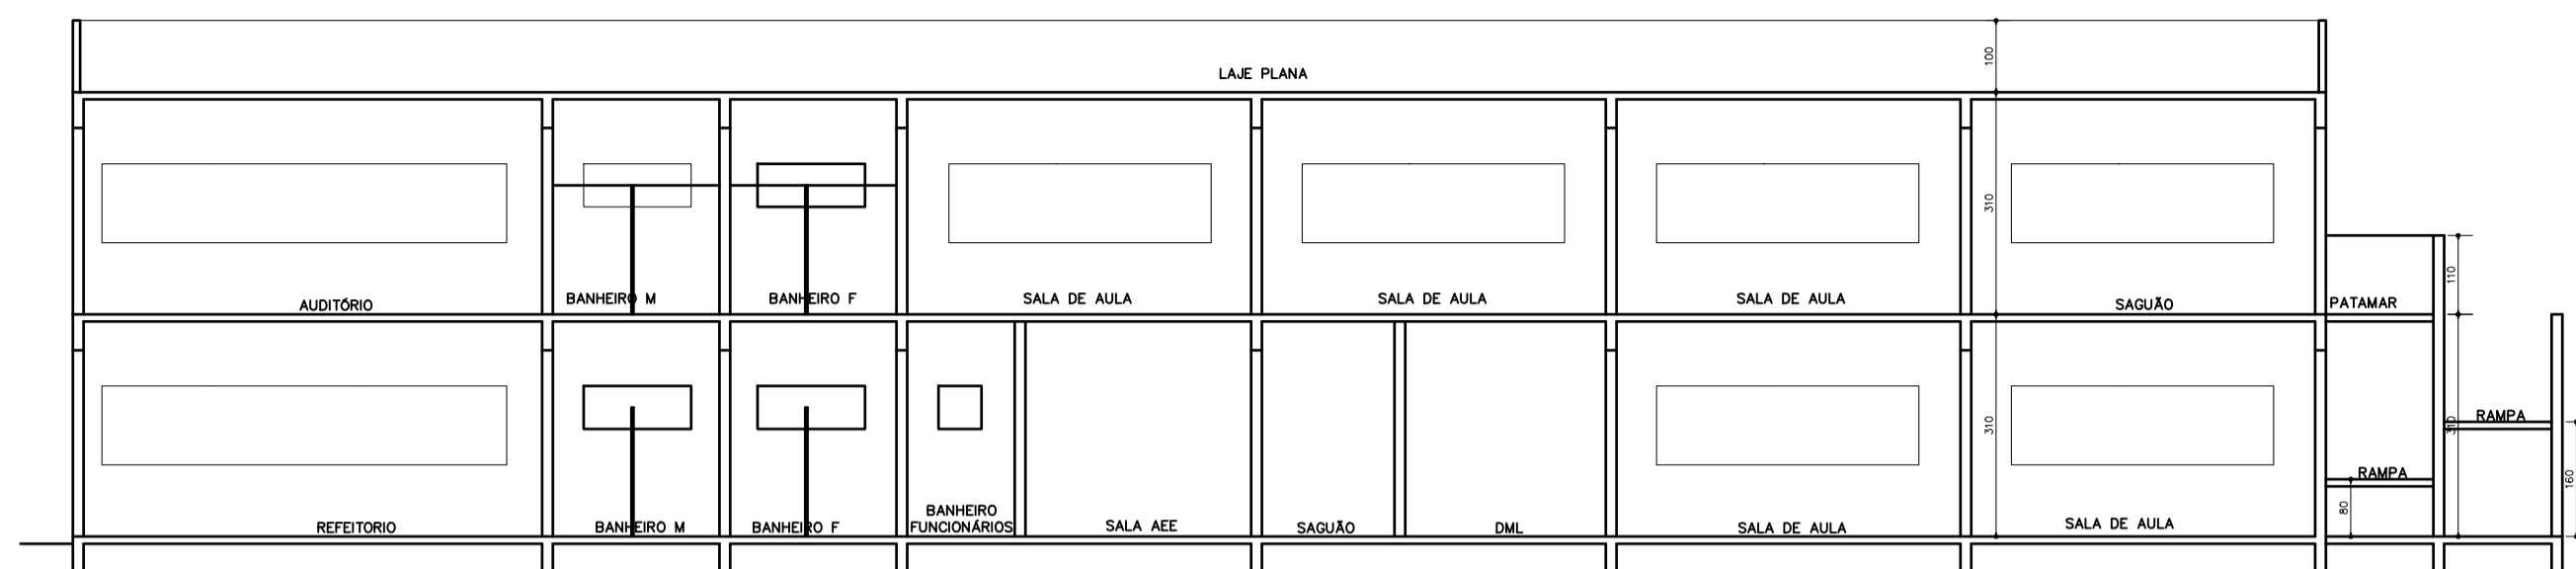 100
LAJE PLANA
310
110
AUDITÓRIO
BANHEIRO M
BANHEIRO F
SALA DE AULA
SALA DE AULA
SALA DE AULA
SAGUÃO
PATAMAR
310
310
RAMPA
RAMPA
160
80
REFEITORIO
BANHEIRO M
BANHEIRO F
BANHEIRO
FUNCIONÁRIOS
SALA AEE
SAGUÃO
DML
SALA DE AULA
SALA DE AULA